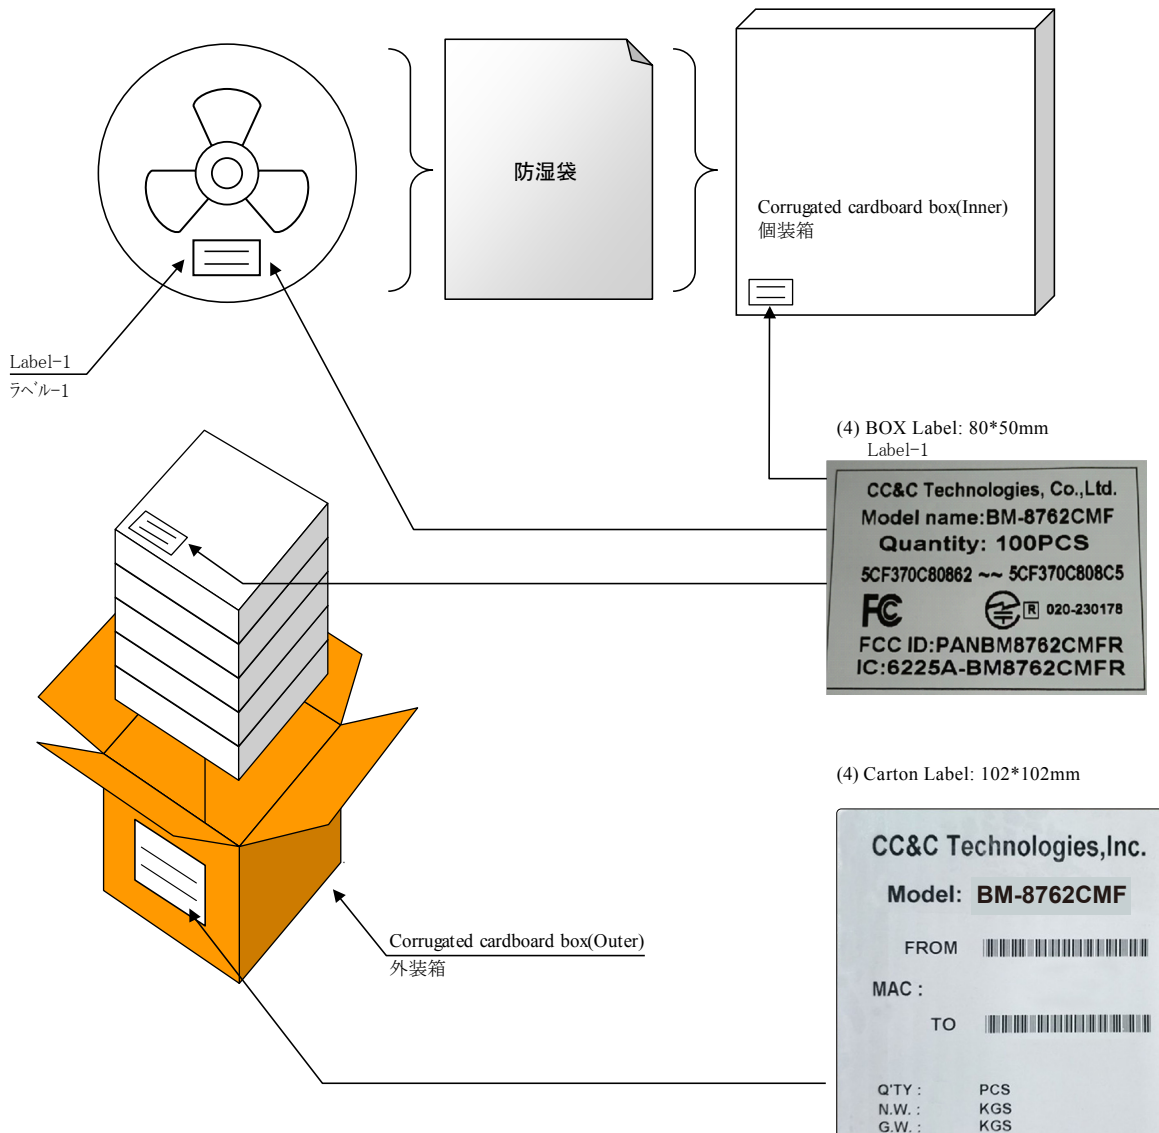 防湿袋
Corrugated cardboard box(Inner)
個装箱
Label-1
ラベル-1
(4) BOX Label: 80*50mm
Label-1
CC&C Technologies, Co.,Ltd.
Model name:BM-8762CMF
Quantity: 100PCS
5CF370C80862 ~~ 5CF370C808C5
FC R 020-230178
FCC ID:PANBM8762CMFR
IC:6225A-BM8762CMFR
(4) Carton Label: 102*102mm
CC&C Technologies,Inc.
Model: BM-8762CMF
FROM
MAC :
TO
Q'TY : PCS
N.W. : KGS
G.W. : KGS
Corrugated cardboard box(Outer)
外装箱